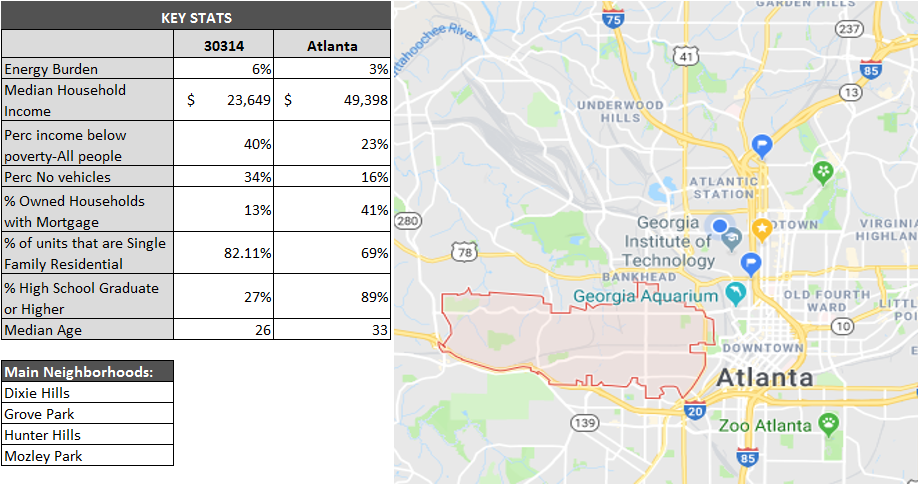 KEY STATS
30314 Atlanta
Energy Burden 6% 3%
Median Household
Income $ 23,649 $ 49,398
Perc income below
poverty-All people 40% 23%
Perc No vehicles 34% 16%
% Owned Households
with Mortgage 13% 41%
% of units that are Single
Family Residential 82.11% 69%
% High School Graduate
or Higher 27% 89%
Median Age 26 33
Main Neighborhoods:
Dixie Hills
Grove Park
Hunter Hills
Mozley Park
GARDEN HILLS
75
237
ttahoochee River
41
85
13
UNDERWOOD
HILLS
ATLANTIC
STATION
280
Georgia
Institute of
Technology
DTOWN
VIRGINIA
HIGHLAN
78
BANKHEAD
Georgia Aquarium
OLD FOURTH
WARD
LITTL
POI
10
DOWNTOWN
Atlanta
20
139
Zoo Atlanta
85